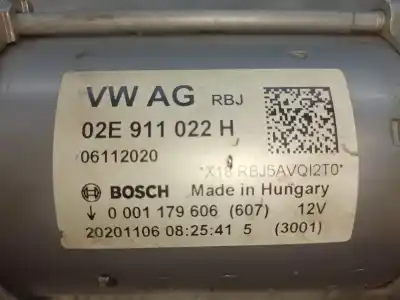 VW AG RBJ
02E 911 022 H
06112020
*X18 RBJ5AVQI2T0*
BOSCH Made in Hungary
↓ 0 001 179 606 (607) 12V
20201106 08:25:41 5 (3001)